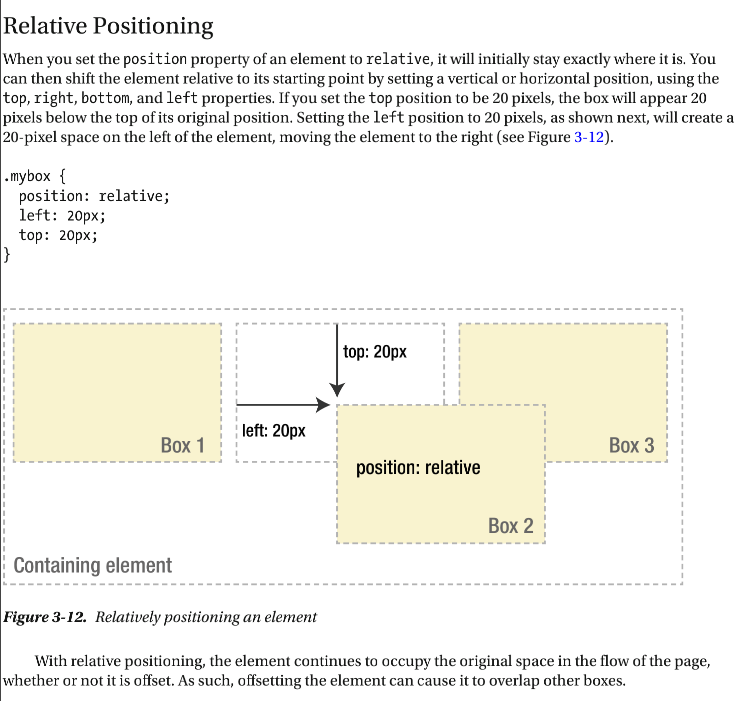 Relative Positioning
When you set the position property of an element to relative, it will initially stay exactly where it is. You
can then shift the element relative to its starting point by setting a vertical or horizontal position, using the
top, right, bottom, and left properties. If you set the top position to be 20 pixels, the box will appear 20
pixels below the top of its original position. Setting the left position to 20 pixels, as shown next, will create a
20-pixel space on the left of the element, moving the element to the right (see Figure 3-12).
.mybox {
  position: relative;
  left: 20px;
  top: 20px;
}
top: 20px
left: 20px
Box 1
Box 3
position: relative
Box 2
Containing element
Figure 3-12. Relatively positioning an element
With relative positioning, the element continues to occupy the original space in the flow of the page,
whether or not it is offset. As such, offsetting the element can cause it to overlap other boxes.